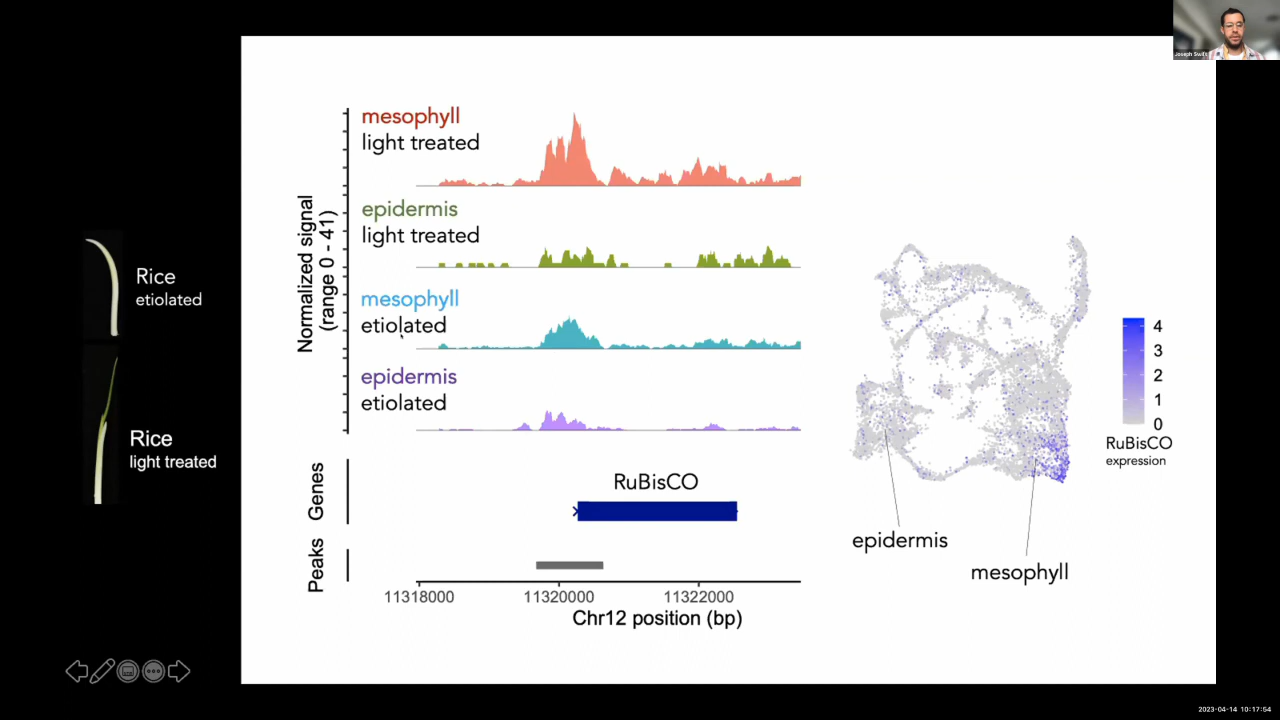 Joseph Swift
mesophyll
light treated
epidermis
light treated
mesophyll
etiolated
epidermis
etiolated
Normalized signal
(range 0 - 41)
Rice
etiolated
Rice
light treated
Genes
RuBisCO
Peaks
11318000
11320000
11322000
Chr12 position (bp)
4
3
2
1
0
RuBisCO
expression
epidermis
mesophyll
2023-04-14 10:17:54